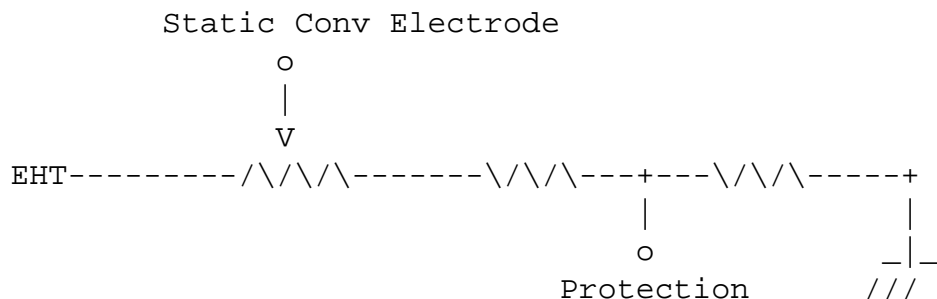 Static Conv Electrode
o
|
V
EHT---------/\/\/\-------\/\/\---+---\/\/\-----+
| |
o _|_
Protection ///